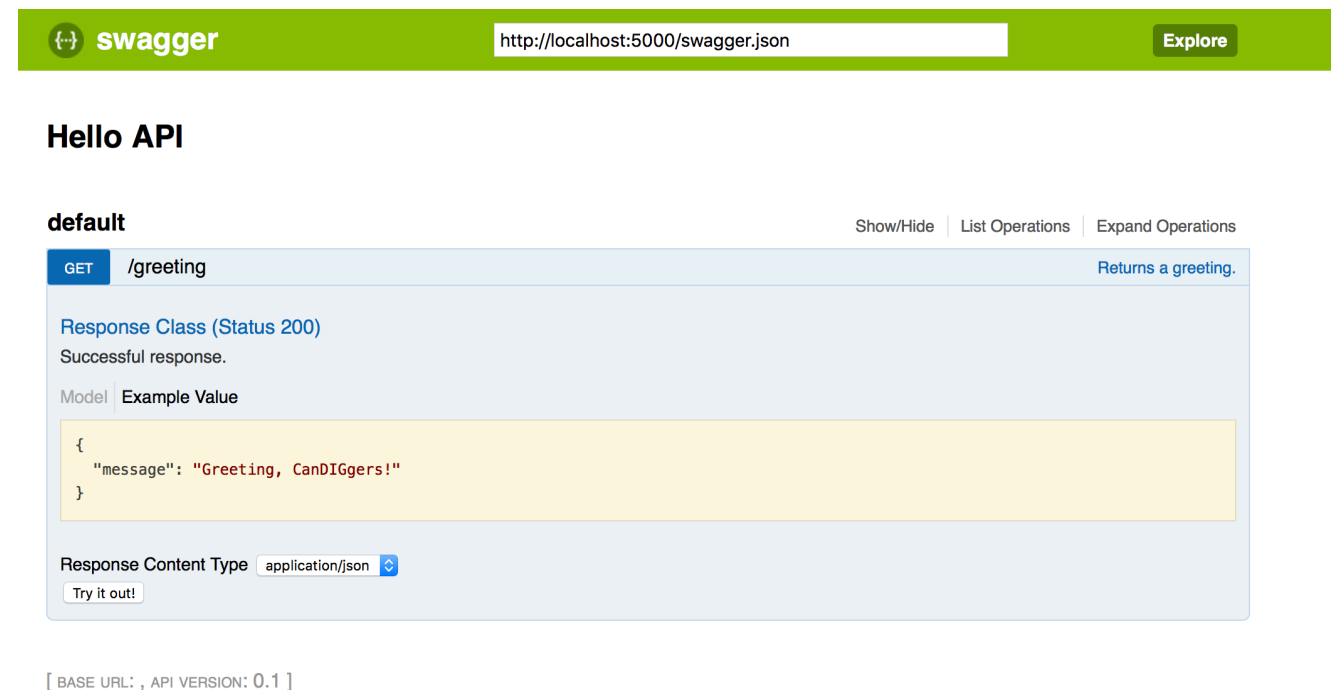 swagger
http://localhost:5000/swagger.json
Explore
Hello API
default
Show/Hide List Operations Expand Operations
GET /greeting Returns a greeting.
Response Class (Status 200)
Successful response.
Model Example Value
{
"message": "Greeting, CanDIGgers!"
}
Response Content Type application/json
Try it out!
[ BASE URL: , API VERSION: 0.1 ]